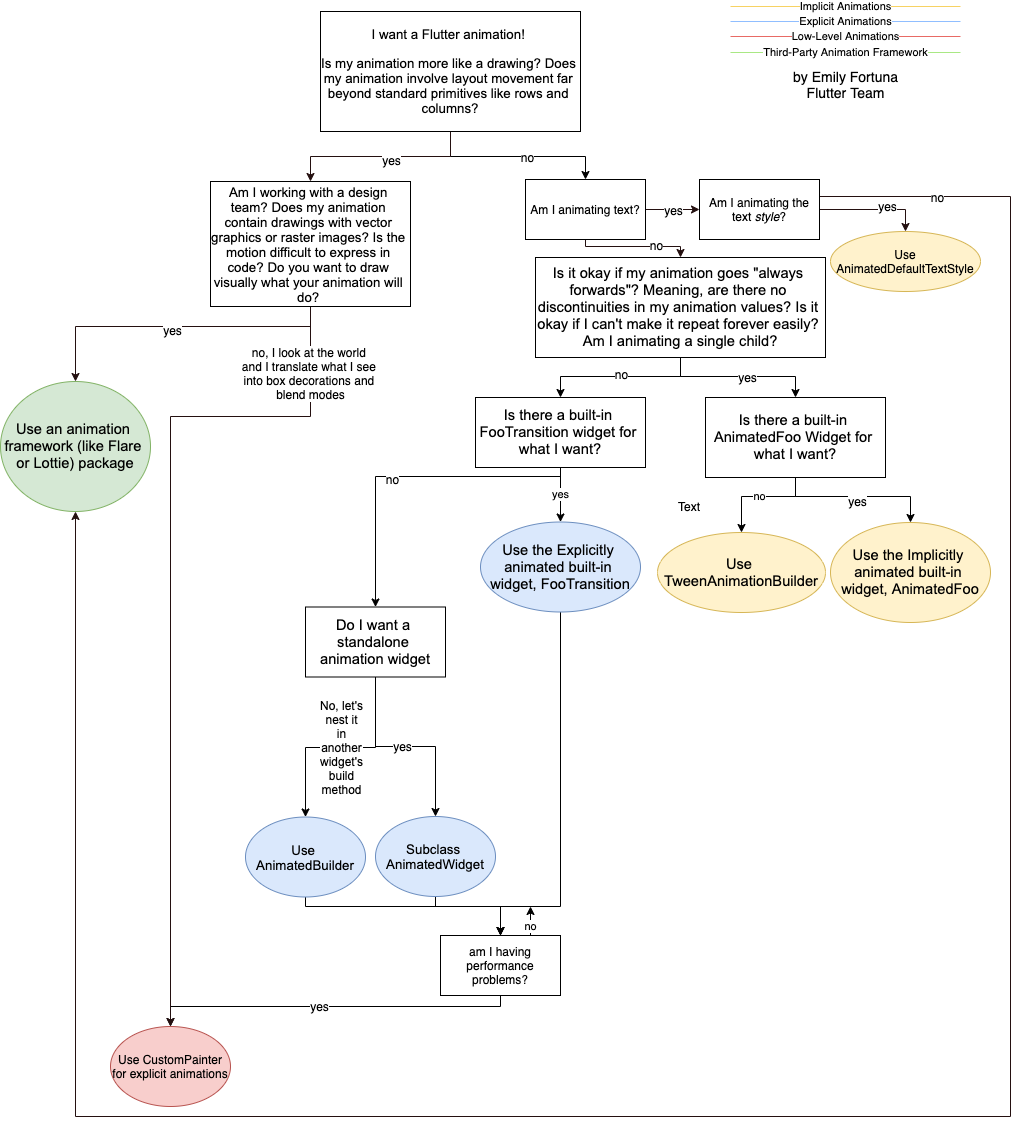 Implicit Animations
Explicit Animations
Low-Level Animations
Third-Party Animation Framework
by Emily Fortuna
Flutter Team
I want a Flutter animation!
Is my animation more like a drawing? Does
my animation involve layout movement far
beyond standard primitives like rows and
columns?
yes
no
Am I working with a design
team? Does my animation
contain drawings with vector
graphics or raster images? Is the
motion difficult to express in
code? Do you want to draw
visually what your animation will
do?
Am I animating text?
yes
Am I animating the
text style?
no
yes
Use
AnimatedDefaultTextStyle
no
Is it okay if my animation goes "always
forwards"? Meaning, are there no
discontinuities in my animation values? Is it
okay if I can't make it repeat forever easily?
Am I animating a single child?
yes
no, I look at the world
and I translate what I see
into box decorations and
blend modes
Use an animation
framework (like Flare
or Lottie) package
no
yes
Is there a built-in
FooTransition widget for
what I want?
Is there a built-in
AnimatedFoo Widget for
what I want?
no
yes
Text
no
yes
Use the Explicitly
animated built-in
widget, FooTransition
Use
TweenAnimationBuilder
Use the Implicitly
animated built-in
widget, AnimatedFoo
Do I want a
standalone
animation widget
No, let's
nest it
in
another
widget's
build
method
yes
Use
AnimatedBuilder
Subclass
AnimatedWidget
no
am I having
performance
problems?
yes
Use CustomPainter
for explicit animations